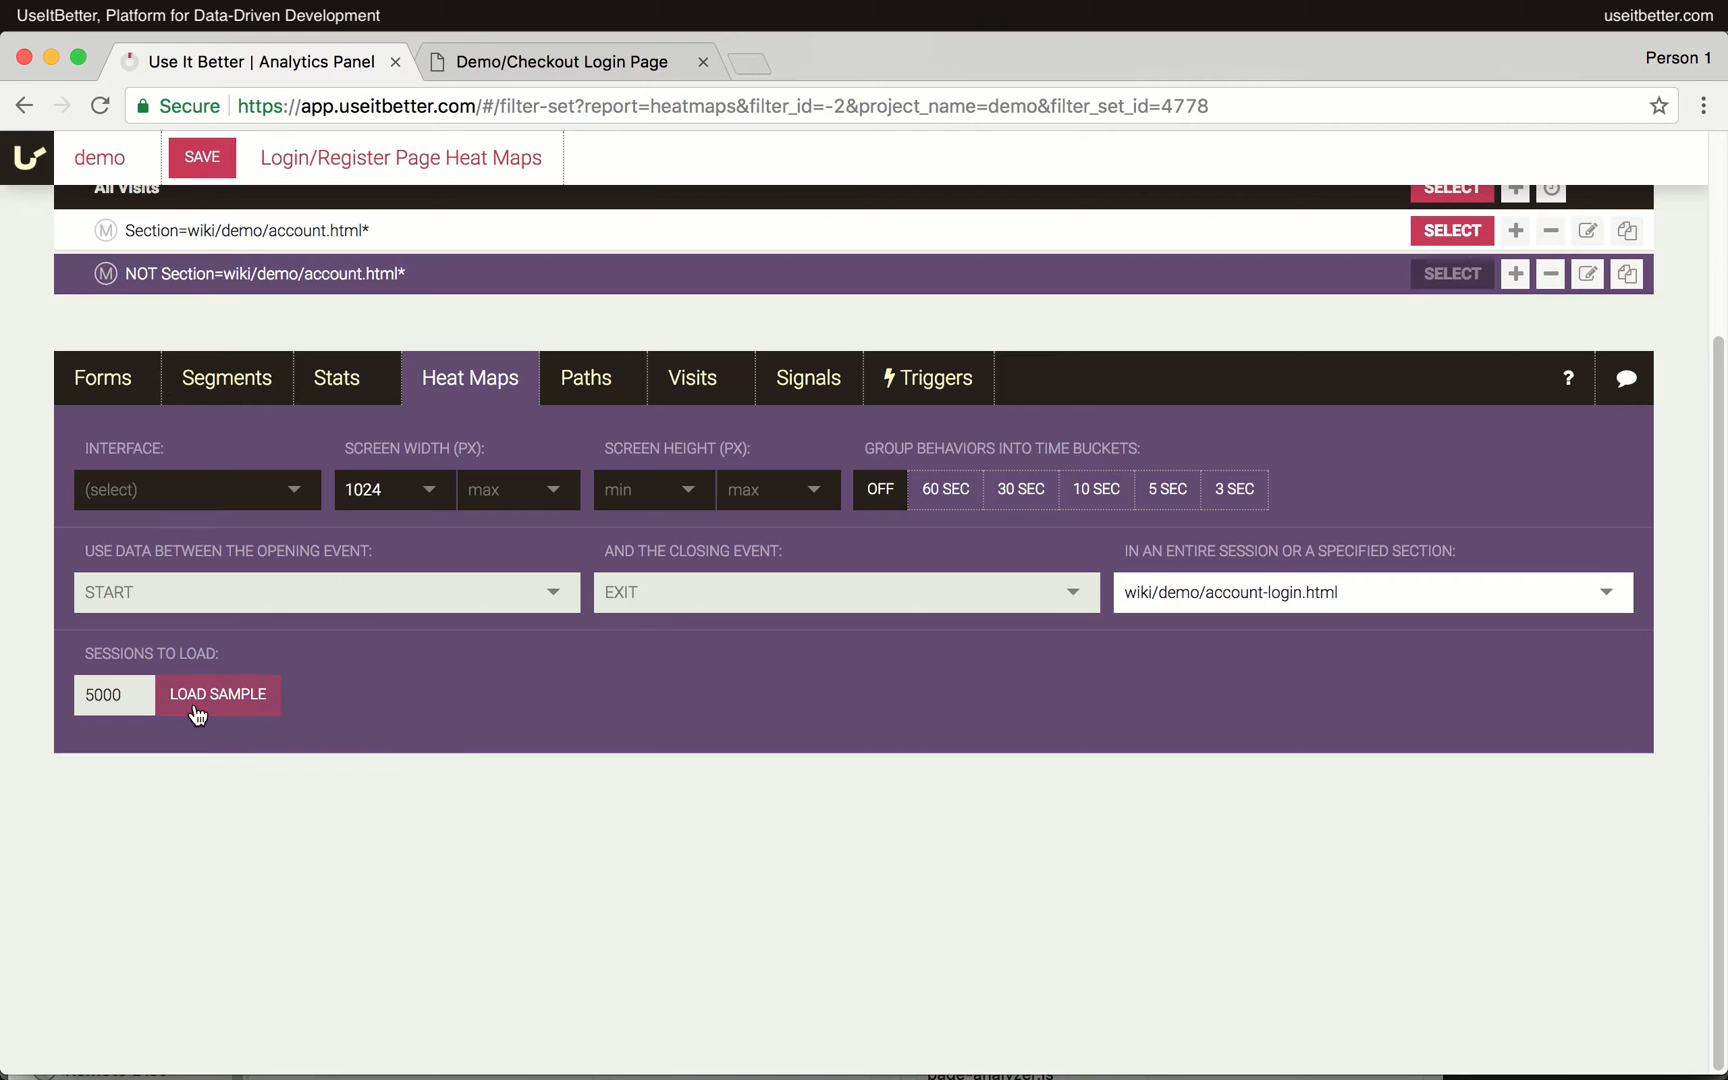 UseItBetter, Platform for Data-Driven Development
useitbetter.com
Use It Better | Analytics Panel
Demo/Checkout Login Page
Person 1
Secure
https://app.useitbetter.com/#/filter-set?report=heatmaps&filter_id=-2&project_name=demo&filter_set_id=4778
demo
SAVE
Login/Register Page Heat Maps
All Visits
SELECT
M Section=wiki/demo/account.html*
SELECT
M NOT Section=wiki/demo/account.html*
SELECT
Forms
Segments
Stats
Heat Maps
Paths
Visits
Signals
Triggers
?
INTERFACE:
SCREEN WIDTH (PX):
SCREEN HEIGHT (PX):
GROUP BEHAVIORS INTO TIME BUCKETS:
(select)
1024
max
min
max
OFF
60 SEC
30 SEC
10 SEC
5 SEC
3 SEC
USE DATA BETWEEN THE OPENING EVENT:
AND THE CLOSING EVENT:
IN AN ENTIRE SESSION OR A SPECIFIED SECTION:
START
EXIT
wiki/demo/account-login.html
SESSIONS TO LOAD:
5000
LOAD SAMPLE